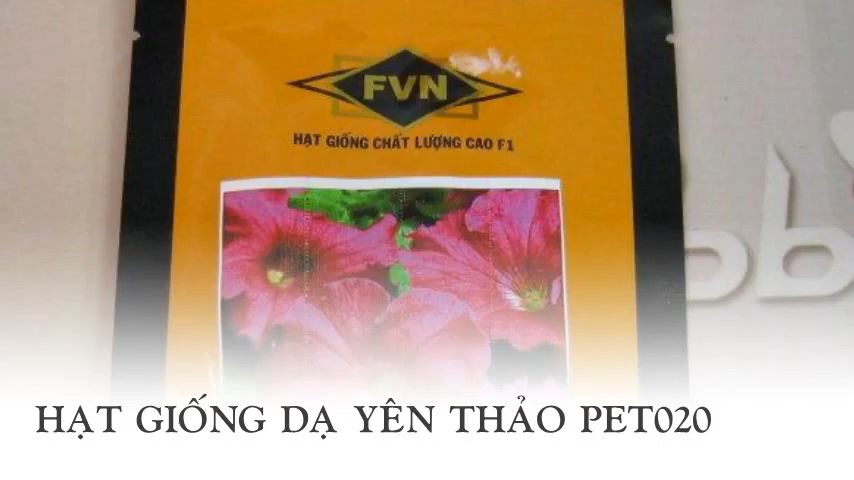 FVN
HẠT GIỐNG CHẤT LƯỢNG CAO F1
HẠT GIỐNG DẠ YÊN THẢO PET020